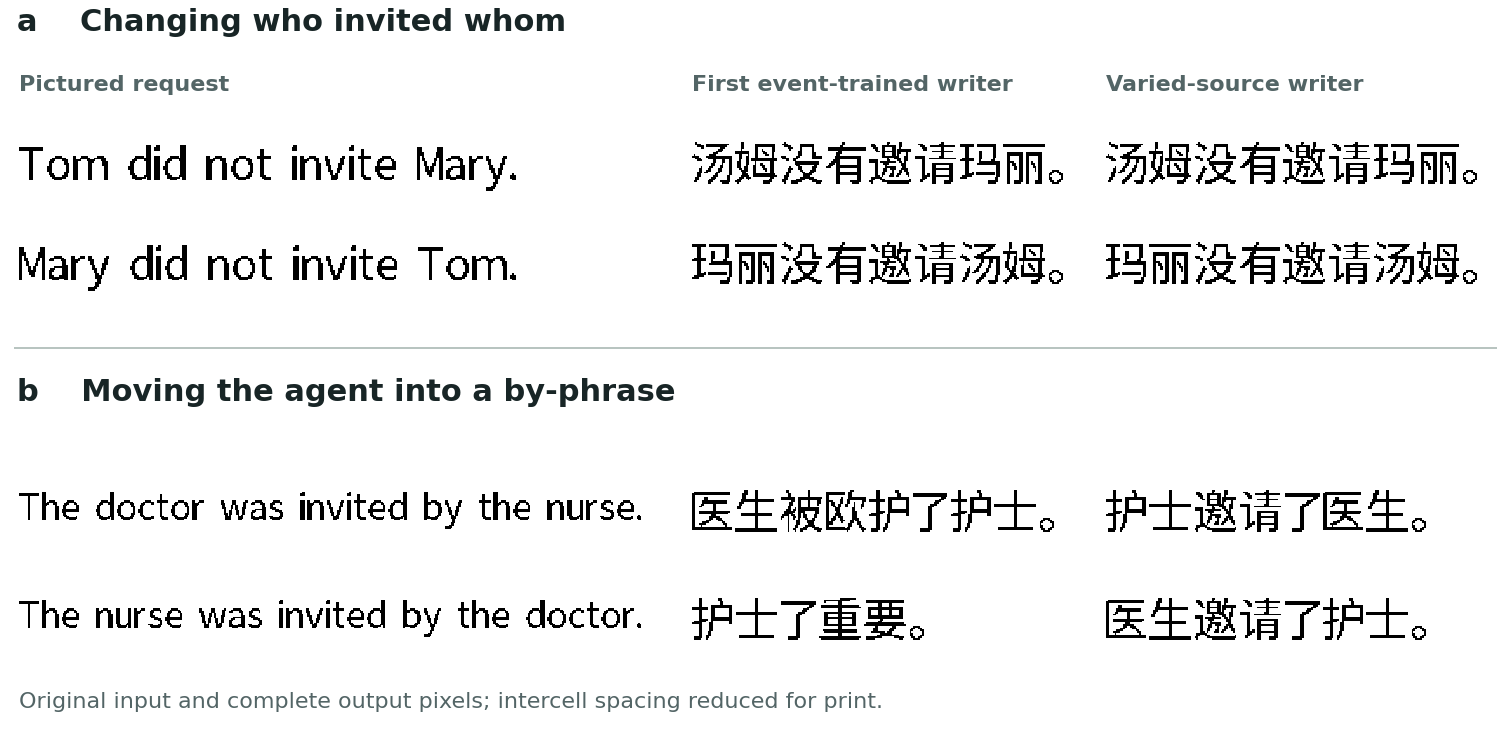 a Changing who invited whom
Pictured request First event-trained writer Varied-source writer
Tom did not invite Mary. 汤姆没有邀请玛丽。 汤姆没有邀请玛丽。
Mary did not invite Tom. 玛丽没有邀请汤姆。 玛丽没有邀请汤姆。
b Moving the agent into a by-phrase
The doctor was invited by the nurse. 医生被欧护了护士。 护士邀请了医生。
The nurse was invited by the doctor. 护士了重要。 医生邀请了护士。
Original input and complete output pixels; intercell spacing reduced for print.